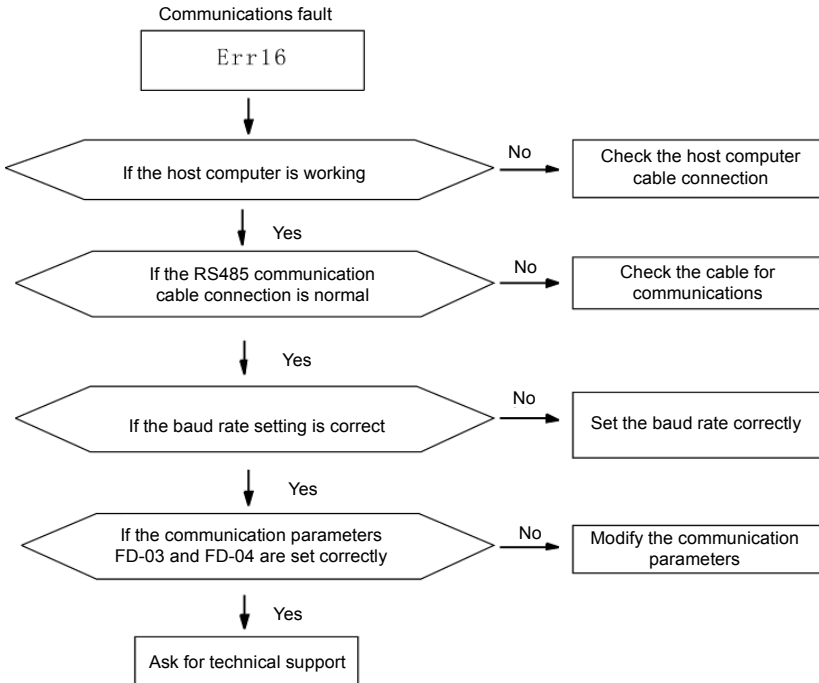 Communications fault
Err16
If the host computer is working
No
Check the host computer
cable connection
Yes
If the RS485 communication
cable connection is normal
No
Check the cable for
communications
Yes
If the baud rate setting is correct
No
Set the baud rate correctly
Yes
If the communication parameters
FD-03 and FD-04 are set correctly
No
Modify the communication
parameters
Yes
Ask for technical support